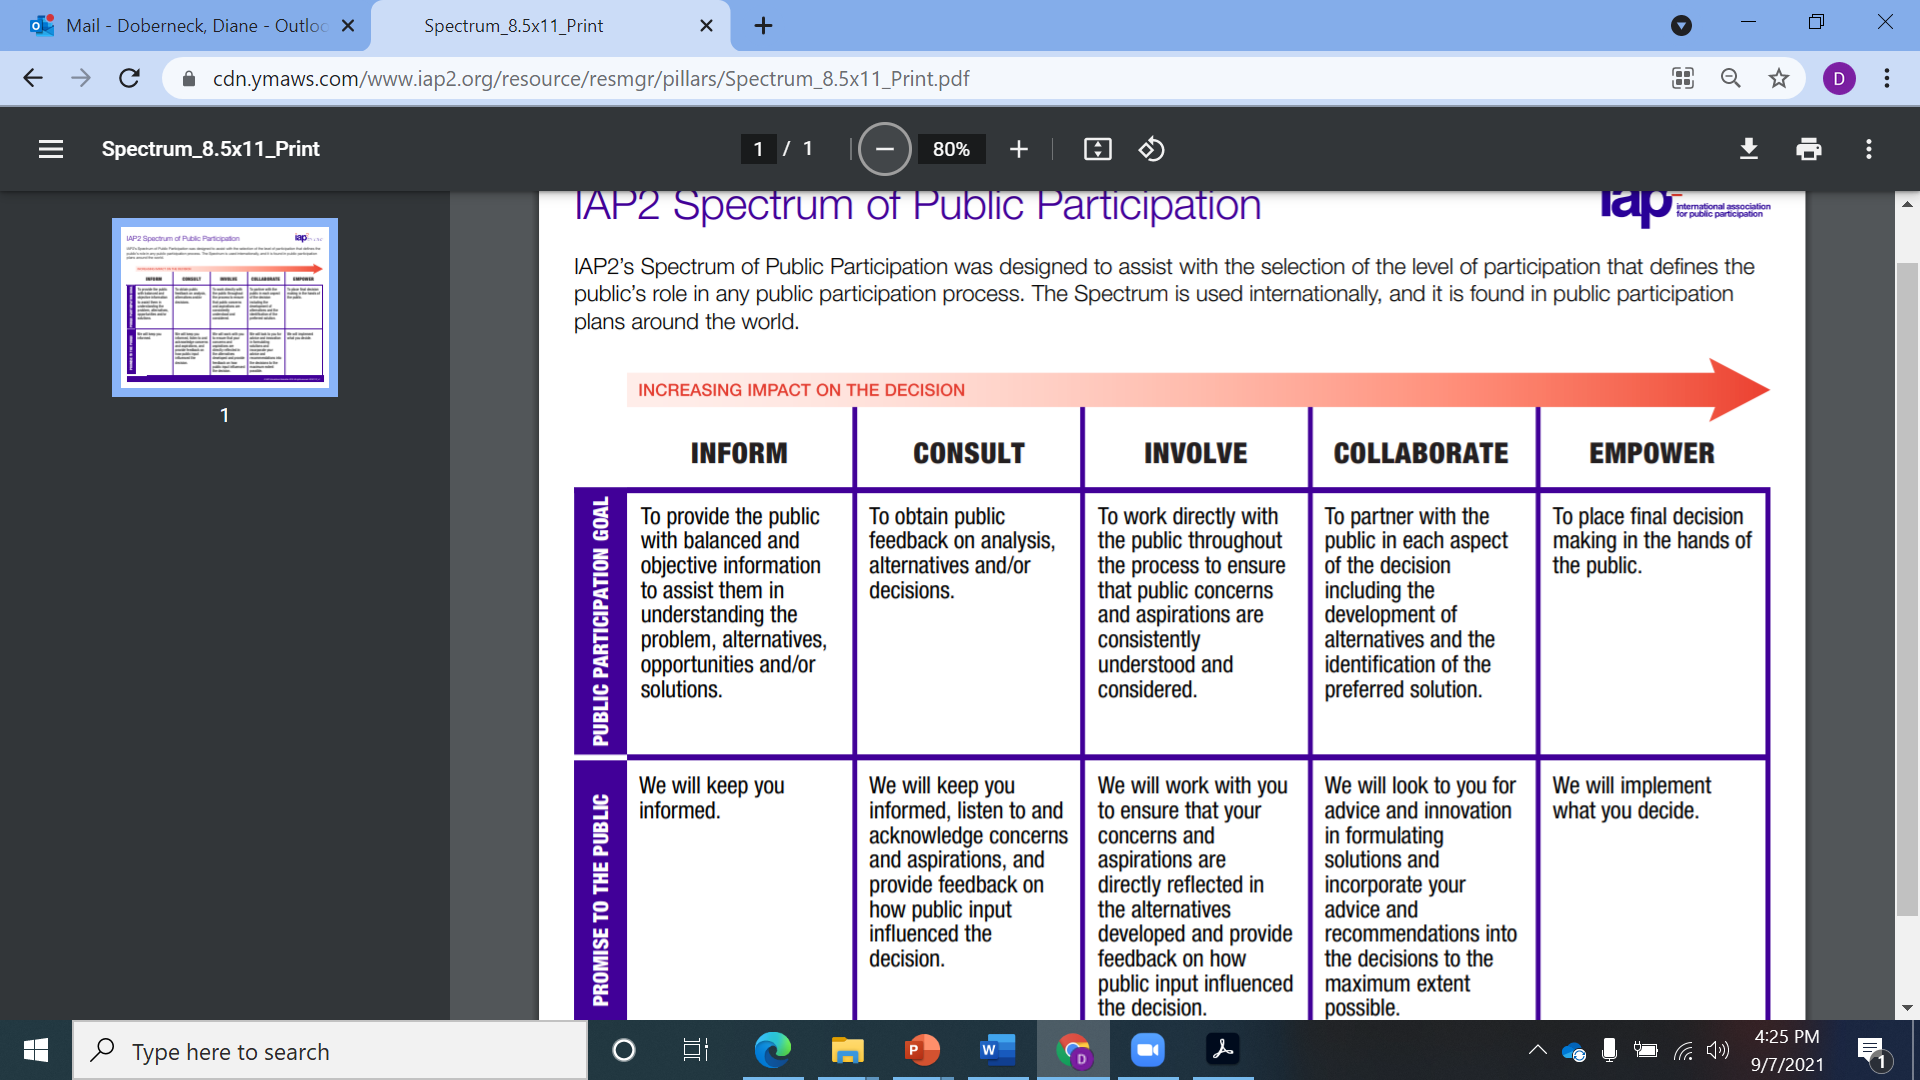 Mail - Doberneck, Diane - Outloo
Spectrum_8.5x11_Print
cdn.ymaws.com/www.iap2.org/resource/resmgr/pillars/Spectrum_8.5x11_Print.pdf
D
Spectrum_8.5x11_Print
1 / 1
80%
IAP2 Spectrum of Public Participation
iap2
international association
for public participation
IAP2's Spectrum of Public Participation was designed to assist with the selection of the level of participation that defines the
public's role in any public participation process. The Spectrum is used internationally, and it is found in public participation
plans around the world.
1
INCREASING IMPACT ON THE DECISION
INFORM
CONSULT
INVOLVE
COLLABORATE
EMPOWER
PUBLIC PARTICIPATION GOAL
To provide the public
with balanced and
objective information
to assist them in
understanding the
problem, alternatives,
opportunities and/or
solutions.
To obtain public
feedback on analysis,
alternatives and/or
decisions.
To work directly with
the public throughout
the process to ensure
that public concerns
and aspirations are
consistently
understood and
considered.
To partner with the
public in each aspect
of the decision
including the
development of
alternatives and the
identification of the
preferred solution.
To place final decision
making in the hands of
the public.
PROMISE TO THE PUBLIC
We will keep you
informed.
We will keep you
informed, listen to and
acknowledge concerns
and aspirations, and
provide feedback on
how public input
influenced the
decision.
We will work with you
to ensure that your
concerns and
aspirations are
directly reflected in
the alternatives
developed and provide
feedback on how
public input influenced
the decision.
We will look to you for
advice and innovation
in formulating
solutions and
incorporate your
advice and
recommendations into
the decisions to the
maximum extent
possible.
We will implement
what you decide.
Type here to search
4:25 PM
9/7/2021
1